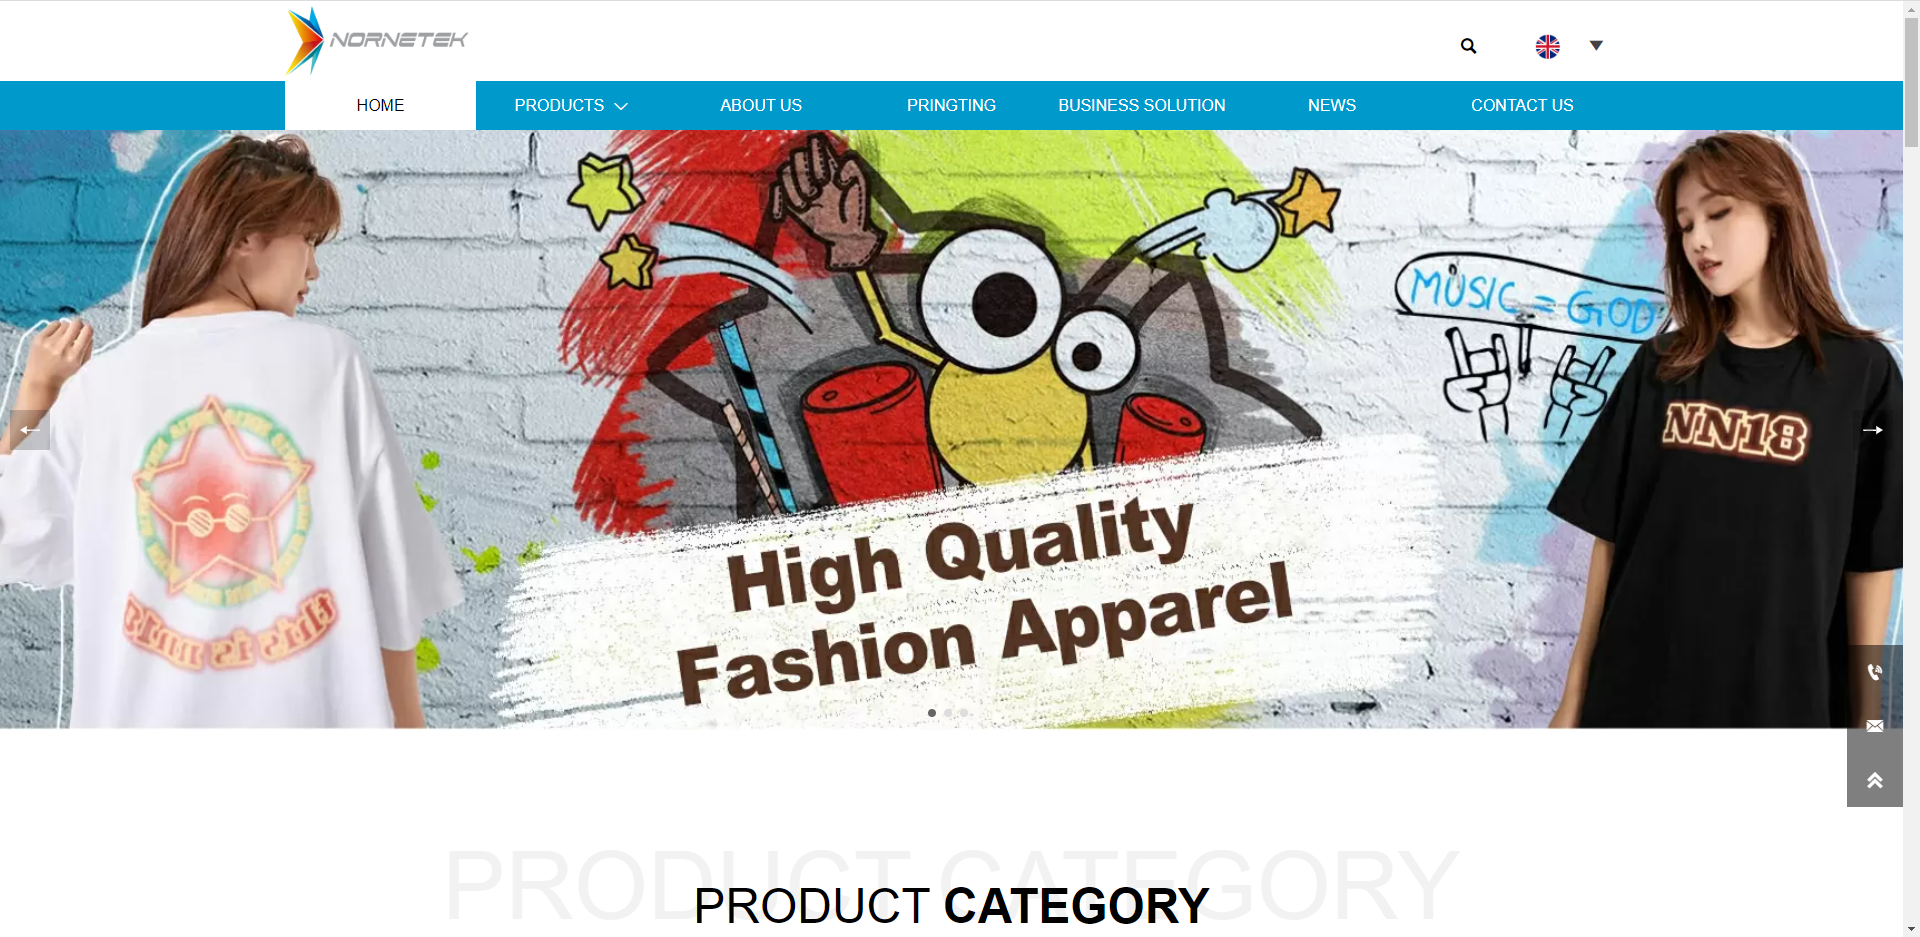 NORNETEK
HOME PRODUCTS ABOUT US PRINGTING BUSINESS SOLUTION NEWS CONTACT US
MUSIC = GOD
NN18
High Quality
Fashion Apparel
PRODUCT CATEGORY
PRODUCT CATEGORY